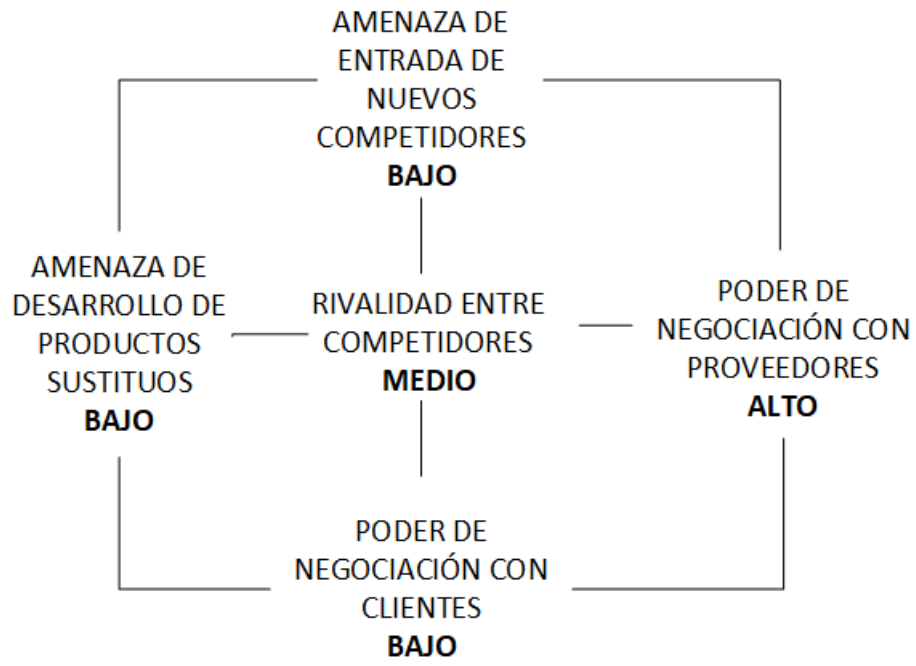 AMENAZA DE
ENTRADA DE
NUEVOS
COMPETIDORES
BAJO
AMENAZA DE
DESARROLLO DE
PRODUCTOS
SUSTITUOS
BAJO
RIVALIDAD ENTRE
COMPETIDORES
MEDIO
PODER DE
NEGOCIACIÓN CON
PROVEEDORES
ALTO
PODER DE
NEGOCIACIÓN CON
CLIENTES
BAJO